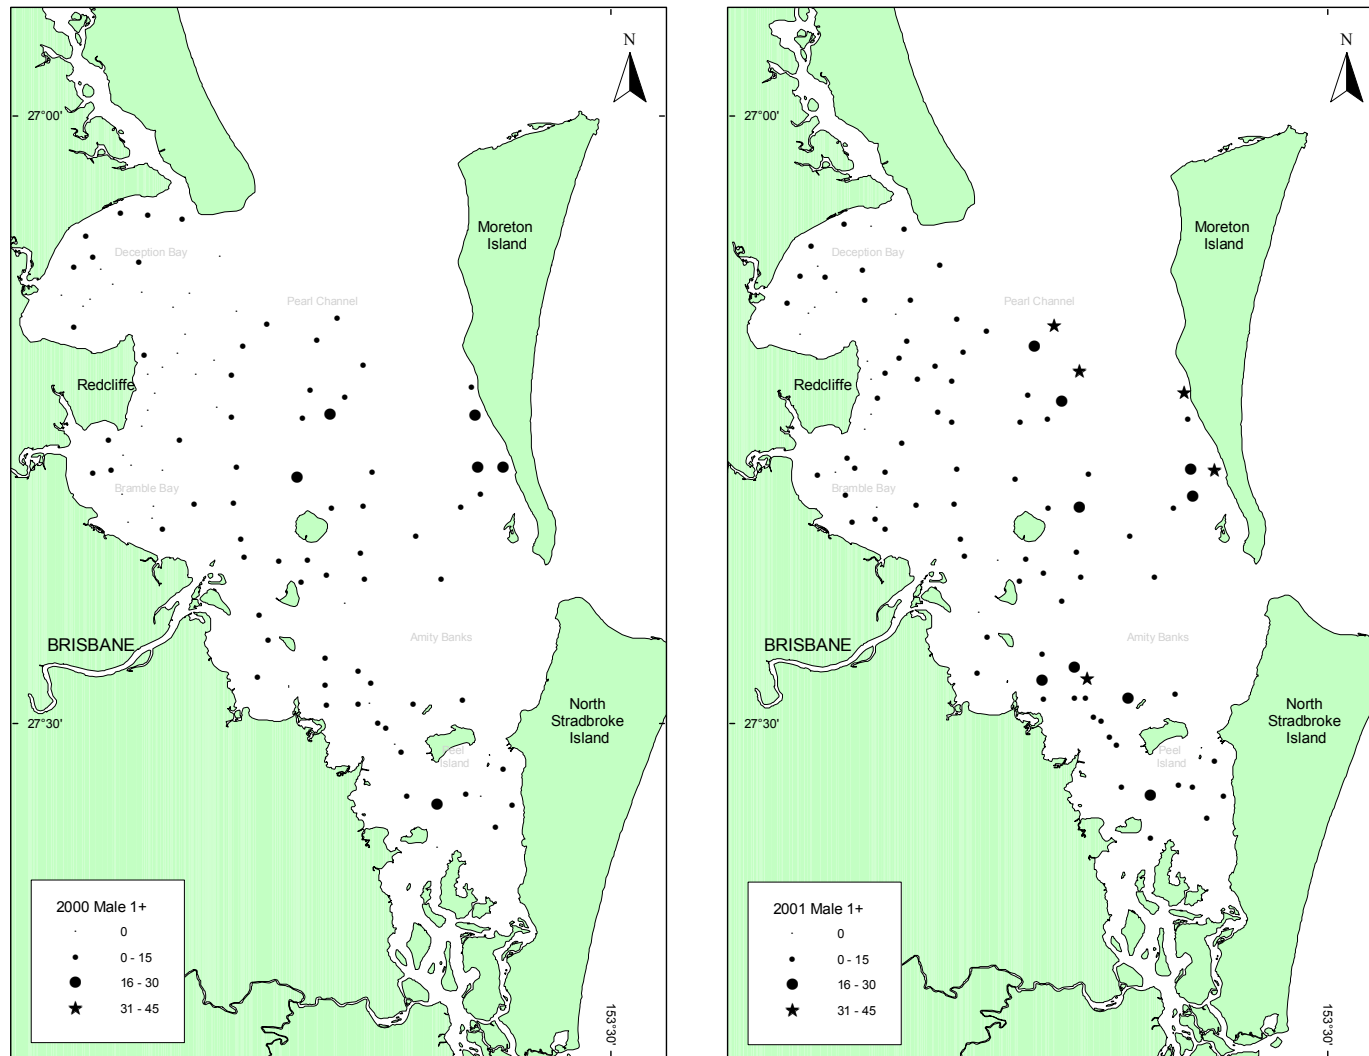 N
27°00'
Moreton
Island
Deception Bay
Pearl Channel
Redcliffe
Bramble Bay
BRISBANE
Amity Banks
North
Stradbroke
Island
27°30'
Peel
Island
2000 Male 1+
0
0 - 15
16 - 30
31 - 45
153°30'
N
27°00'
Moreton
Island
Deception Bay
Pearl Channel
Redcliffe
Bramble Bay
BRISBANE
Amity Banks
North
Stradbroke
Island
27°30'
Peel
Island
2001 Male 1+
0
0 - 15
16 - 30
31 - 45
153°30'